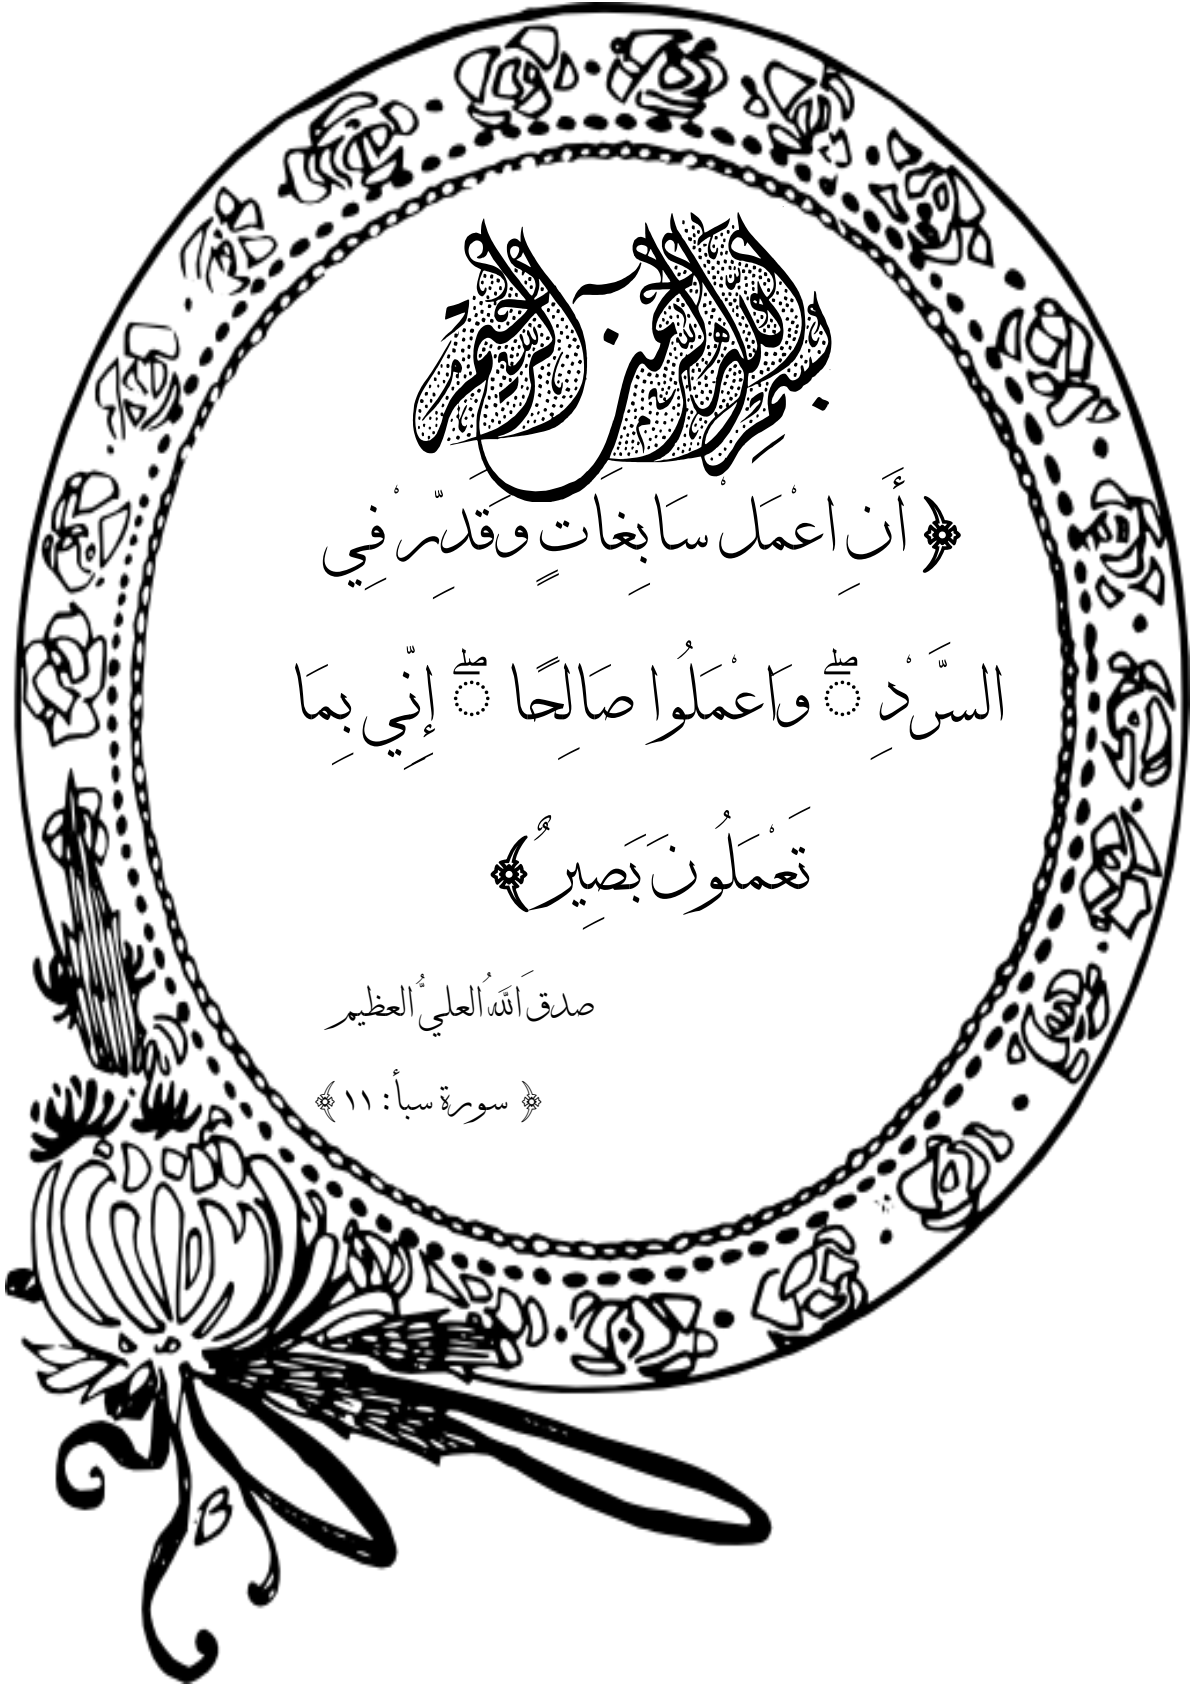 بسم الله الرحمن الرحيم
﴿ أَنِ اعْمَلْ سَابِغَاتٍ وَقَدِّرْ فِي
السَّرْدِ ۖ وَاعْمَلُوا صَالِحًا ۖ إِنِّي بِمَا
تَعْمَلُونَ بَصِيرٌ ﴾
صدقَ اللهُ العليُّ العظيم
﴿ سورة سبأ: ١١ ﴾